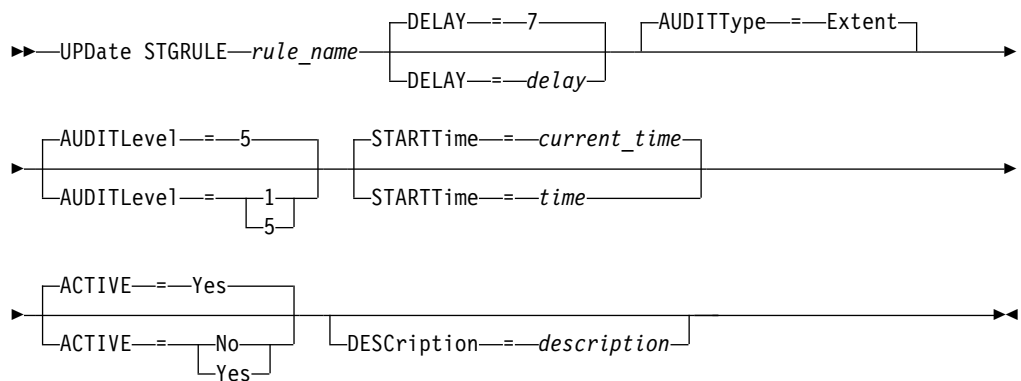 DELAY = 7 AUDITType = Extent
UPDate STGRULE rule_name
DELAY = delay
AUDITLevel = 5 STARTTime = current_time
AUDITLevel = 1 STARTTime = time
5
ACTIVE = Yes
ACTIVE = No DESCription = description
Yes